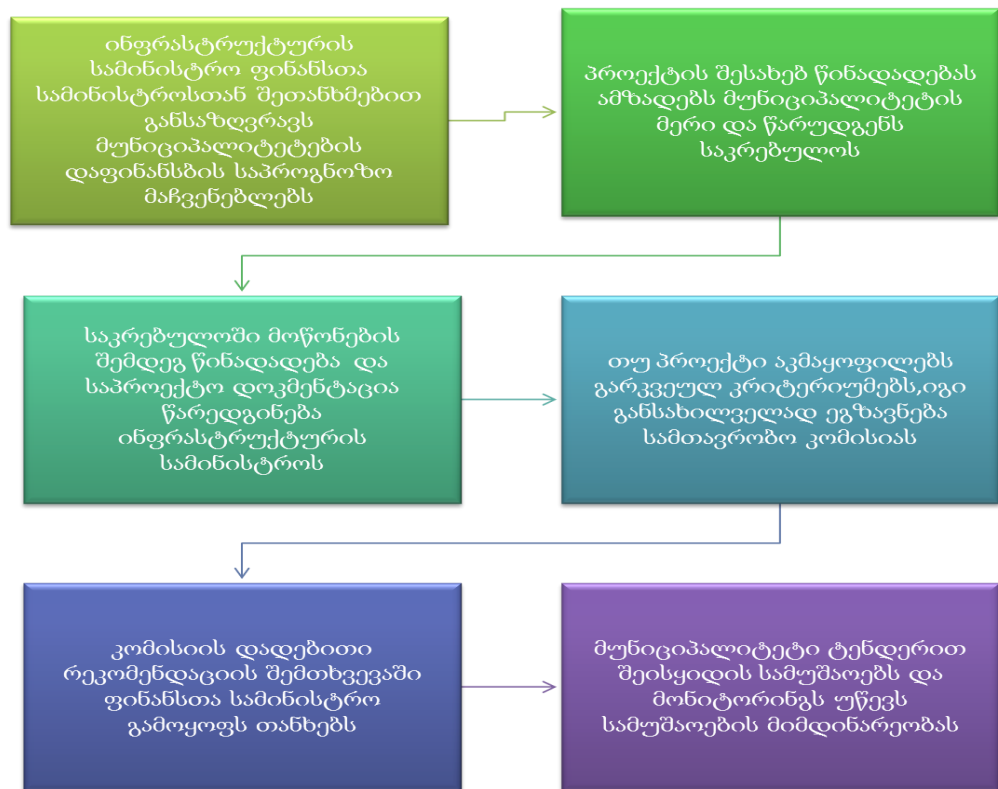 ინფრასტრუქტურის
სამინისტრო ფინანსთა
სამინისტროსთან შეთანხმებით
განსაზღვრავს
მუნიციპალიტეტების
დაფინანსბის საპროგნოზო
მაჩვენებლებს
პროექტის შესახებ წინადადებას
ამზადებს მუნიციპალიტეტის
მერი და წარუდგენს
საკრებულოს
საკრებულოში მოწონების
შემდეგ წინადადება და
საპროექტო დოკმენტაცია
წარედგინება
ინფრასტრუქტურის
სამინისტროს
თუ პროექტი აკმაყოფილებს
გარკვეულ კრიტერიუმებს,იგი
განსახილველად ეგზავნება
სამთავრობო კომისიას
კომისიის დადებითი
რეკომენდაციის შემთხვევაში
ფინანსთა სამინისტრო
გამოყოფს თანხებს
მუნიციპალიტეტი ტენდერით
შეისყიდის სამუშაოებს და
მონიტორინგს უწევს
სამუშაოების მიმდინარეობას